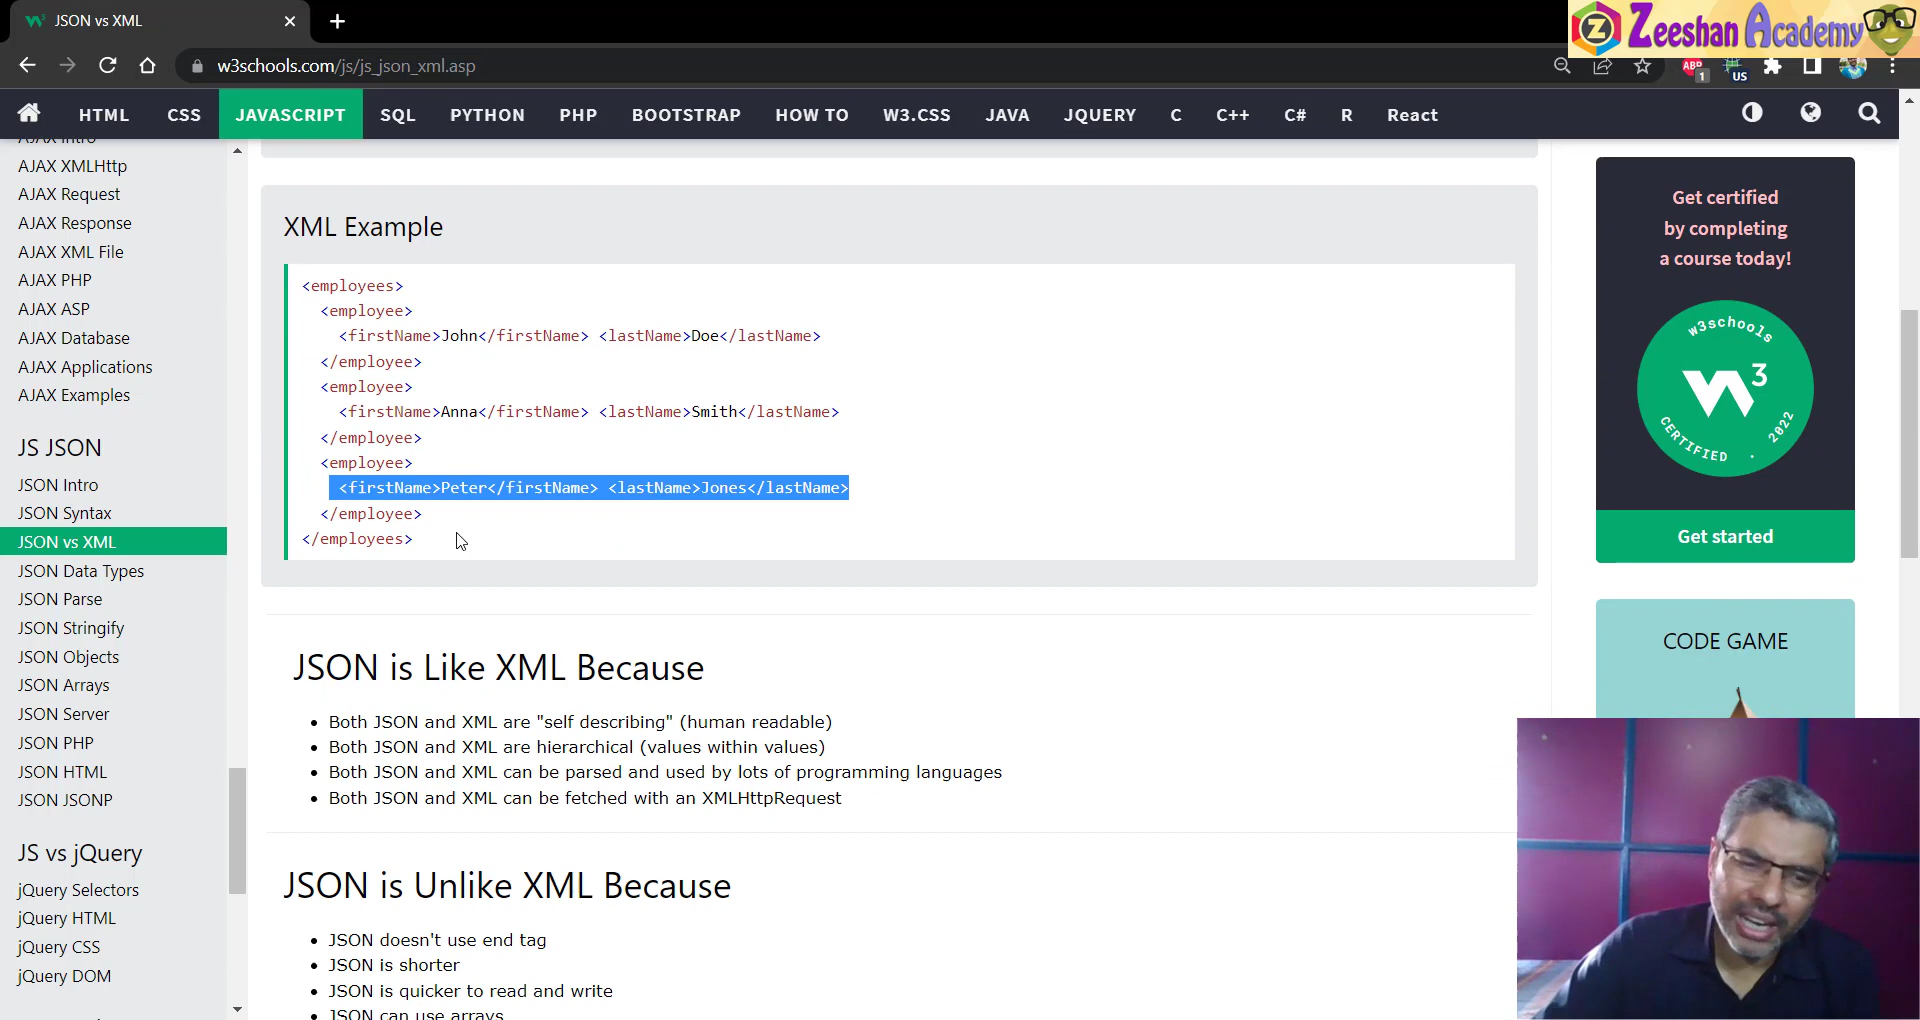 JSON vs XML
Zeeshan Academy
w3schools.com/js/js_json_xml.asp
ABP
1
US
HTML CSS JAVASCRIPT SQL PYTHON PHP BOOTSTRAP HOW TO W3.CSS JAVA JQUERY C C++ C# R React
AJAX Intro
AJAX XMLHttp
AJAX Request
AJAX Response
AJAX XML File
AJAX PHP
AJAX ASP
AJAX Database
AJAX Applications
AJAX Examples
JS JSON
JSON Intro
JSON Syntax
JSON vs XML
JSON Data Types
JSON Parse
JSON Stringify
JSON Objects
JSON Arrays
JSON Server
JSON PHP
JSON HTML
JSON JSONP
JS vs jQuery
jQuery Selectors
jQuery HTML
jQuery CSS
jQuery DOM
XML Example
<employees>
<employee>
<firstName>John</firstName> <lastName>Doe</lastName>
</employee>
<employee>
<firstName>Anna</firstName> <lastName>Smith</lastName>
</employee>
<employee>
<firstName>Peter</firstName> <lastName>Jones</lastName>
</employee>
</employees>
JSON is Like XML Because
Both JSON and XML are "self describing" (human readable)
Both JSON and XML are hierarchical (values within values)
Both JSON and XML can be parsed and used by lots of programming languages
Both JSON and XML can be fetched with an XMLHttpRequest
JSON is Unlike XML Because
JSON doesn't use end tag
JSON is shorter
JSON is quicker to read and write
JSON can use arrays
Get certified
by completing
a course today!
w3schools
W3
CERTIFIED . 2022
Get started
CODE GAME